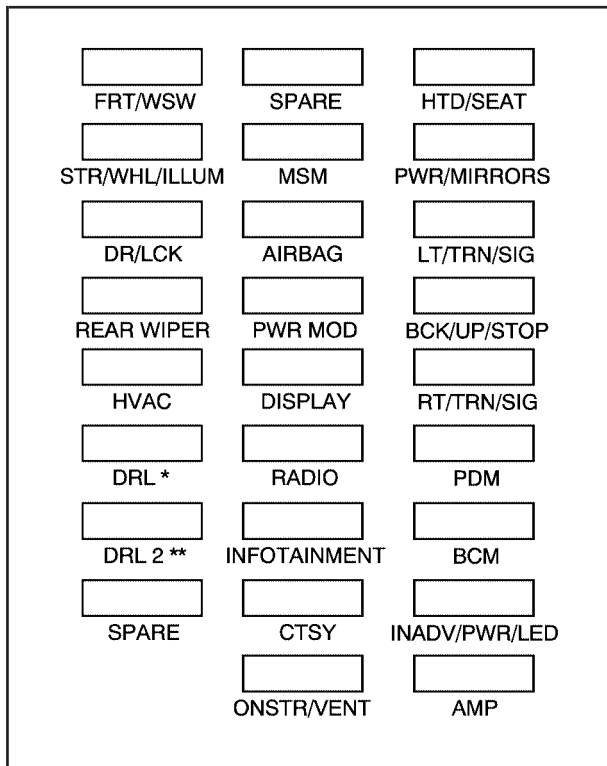 FRT/WSW SPARE HTD/SEAT
STR/WHL/ILLUM MSM PWR/MIRRORS
DR/LCK AIRBAG LT/TRN/SIG
REAR WIPER PWR MOD BCK/UP/STOP
HVAC DISPLAY RT/TRN/SIG
DRL * RADIO PDM
DRL 2 ** INFOTAINMENT BCM
SPARE CTSY INADV/PWR/LED
ONSTR/VENT AMP